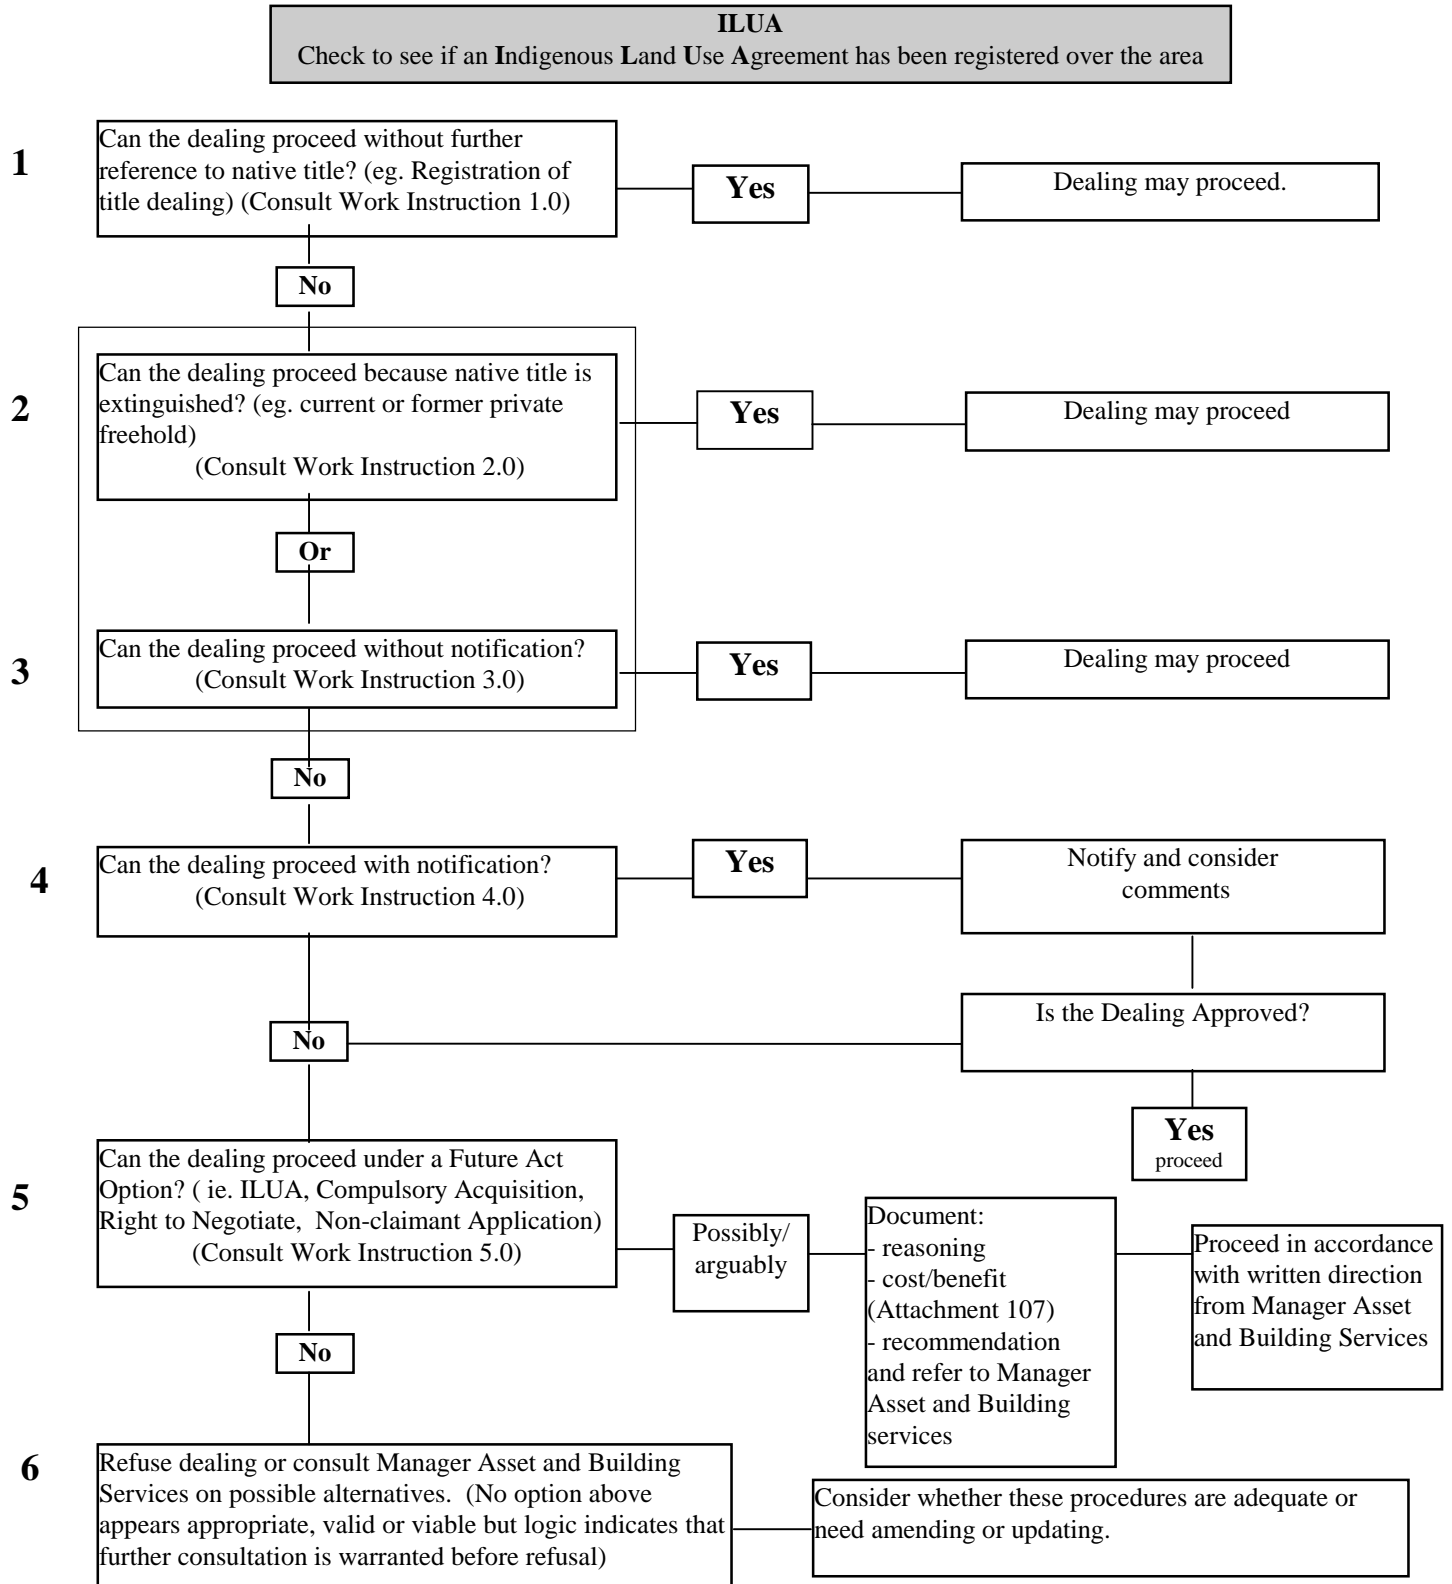 ILUA
Check to see if an Indigenous Land Use Agreement has been registered over the area
1
Can the dealing proceed without further
reference to native title? (eg. Registration of
title dealing) (Consult Work Instruction 1.0)
Yes
Dealing may proceed.
No
2
Can the dealing proceed because native title is
extinguished? (eg. current or former private
freehold)
(Consult Work Instruction 2.0)
Yes
Dealing may proceed
Or
3
Can the dealing proceed without notification?
(Consult Work Instruction 3.0)
Yes
Dealing may proceed
No
4
Can the dealing proceed with notification?
(Consult Work Instruction 4.0)
Yes
Notify and consider
comments
Is the Dealing Approved?
No
Yes
proceed
5
Can the dealing proceed under a Future Act
Option? ( ie. ILUA, Compulsory Acquisition,
Right to Negotiate,  Non-claimant Application)
(Consult Work Instruction 5.0)
Possibly/
arguably
Document:
- reasoning
- cost/benefit
(Attachment 107)
- recommendation
and refer to Manager
Asset and Building
services
Proceed in accordance
with written direction
from Manager Asset
and Building Services
No
6
Refuse dealing or consult Manager Asset and Building
Services on possible alternatives.  (No option above
appears appropriate, valid or viable but logic indicates that
further consultation is warranted before refusal)
Consider whether these procedures are adequate or
need amending or updating.